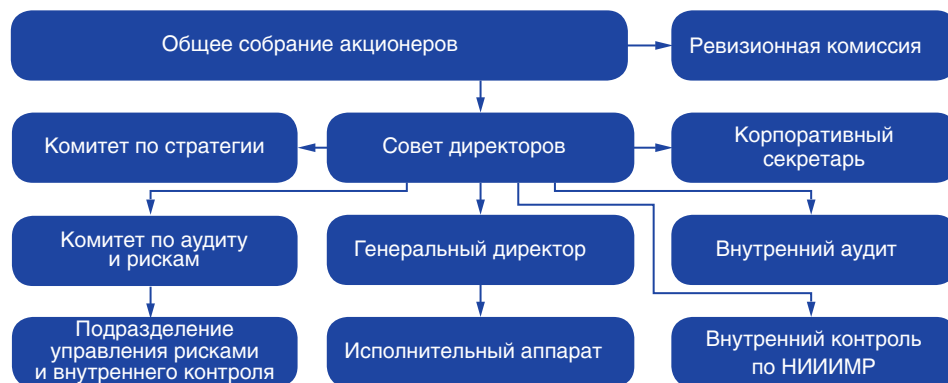 Общее собрание акционеров
Ревизионная комиссия
Комитет по стратегии
Совет директоров
Корпоративный
секретарь
Комитет по аудиту
и рискам
Генеральный директор
Внутренний аудит
Подразделение
управления рисками
и внутреннего контроля
Исполнительный аппарат
Внутренний контроль
по НИИИМР